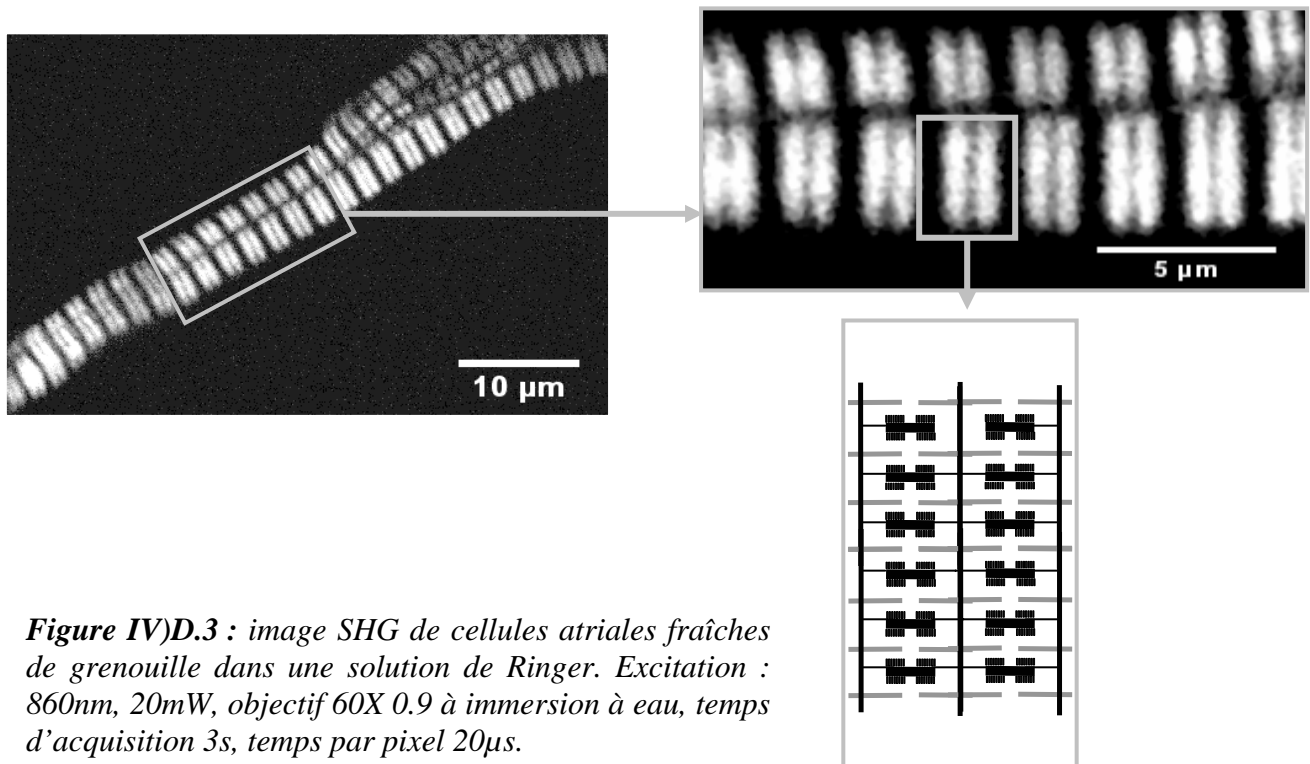 10 µm
5 µm
Figure IV)D.3 : image SHG de cellules atriales fraîches
de grenouille dans une solution de Ringer. Excitation :
860nm, 20mW, objectif 60X 0.9 à immersion à eau, temps
d'acquisition 3s, temps par pixel 20µs.